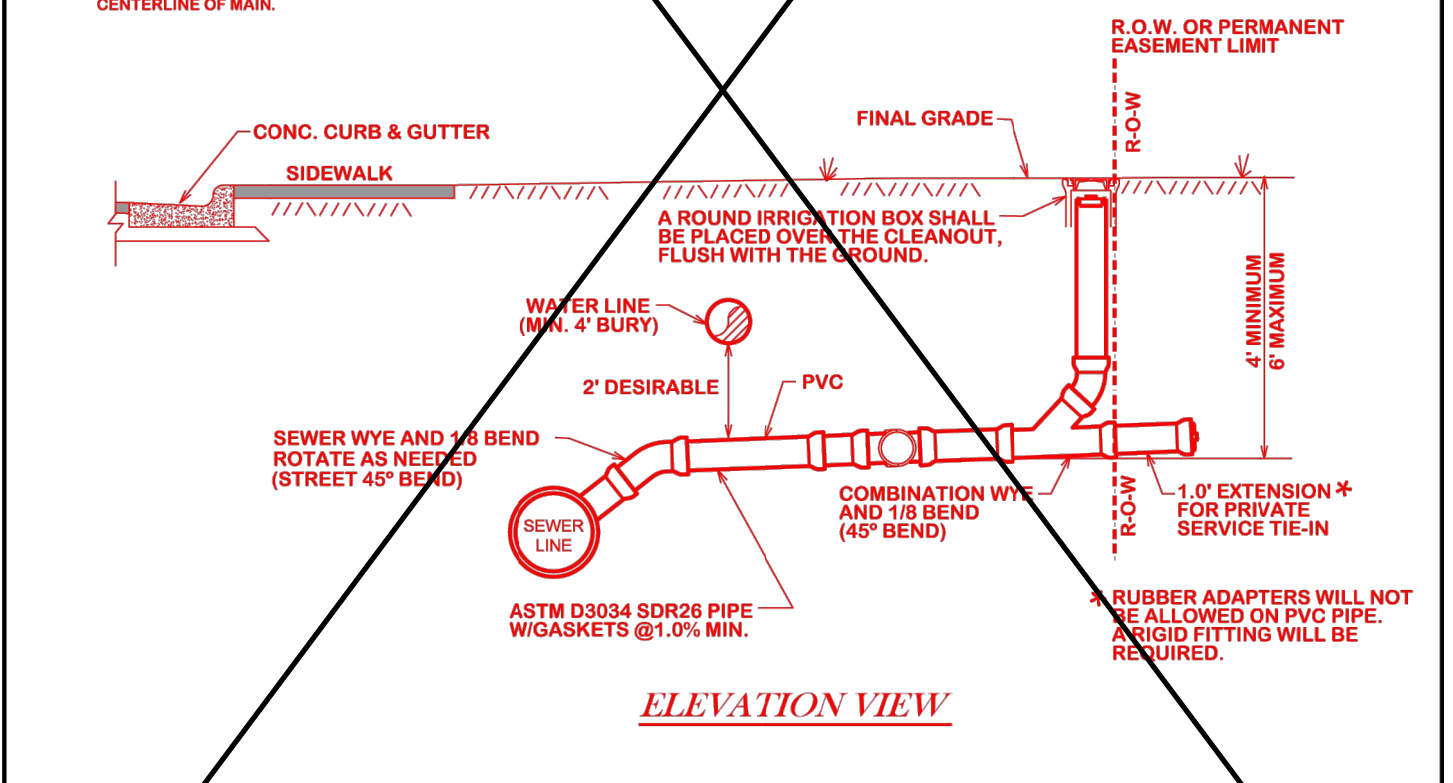 CENTERLINE OF MAIN.
R.O.W. OR PERMANENT
EASEMENT LIMIT
R-O-W
CONC. CURB & GUTTER
FINAL GRADE
SIDEWALK
A ROUND IRRIGATION BOX SHALL
BE PLACED OVER THE CLEANOUT,
FLUSH WITH THE GROUND.
4' MINIMUM
6' MAXIMUM
WATER LINE
(MIN. 4' BURY)
2' DESIRABLE
PVC
SEWER WYE AND 1/8 BEND
ROTATE AS NEEDED
(STREET 45º BEND)
SEWER
LINE
COMBINATION WYE
AND 1/8 BEND
(45º BEND)
R-O-W
1.0' EXTENSION *
FOR PRIVATE
SERVICE TIE-IN
ASTM D3034 SDR26 PIPE
W/GASKETS @1.0% MIN.
* RUBBER ADAPTERS WILL NOT
BE ALLOWED ON PVC PIPE.
A RIGID FITTING WILL BE
REQUIRED.
ELEVATION VIEW